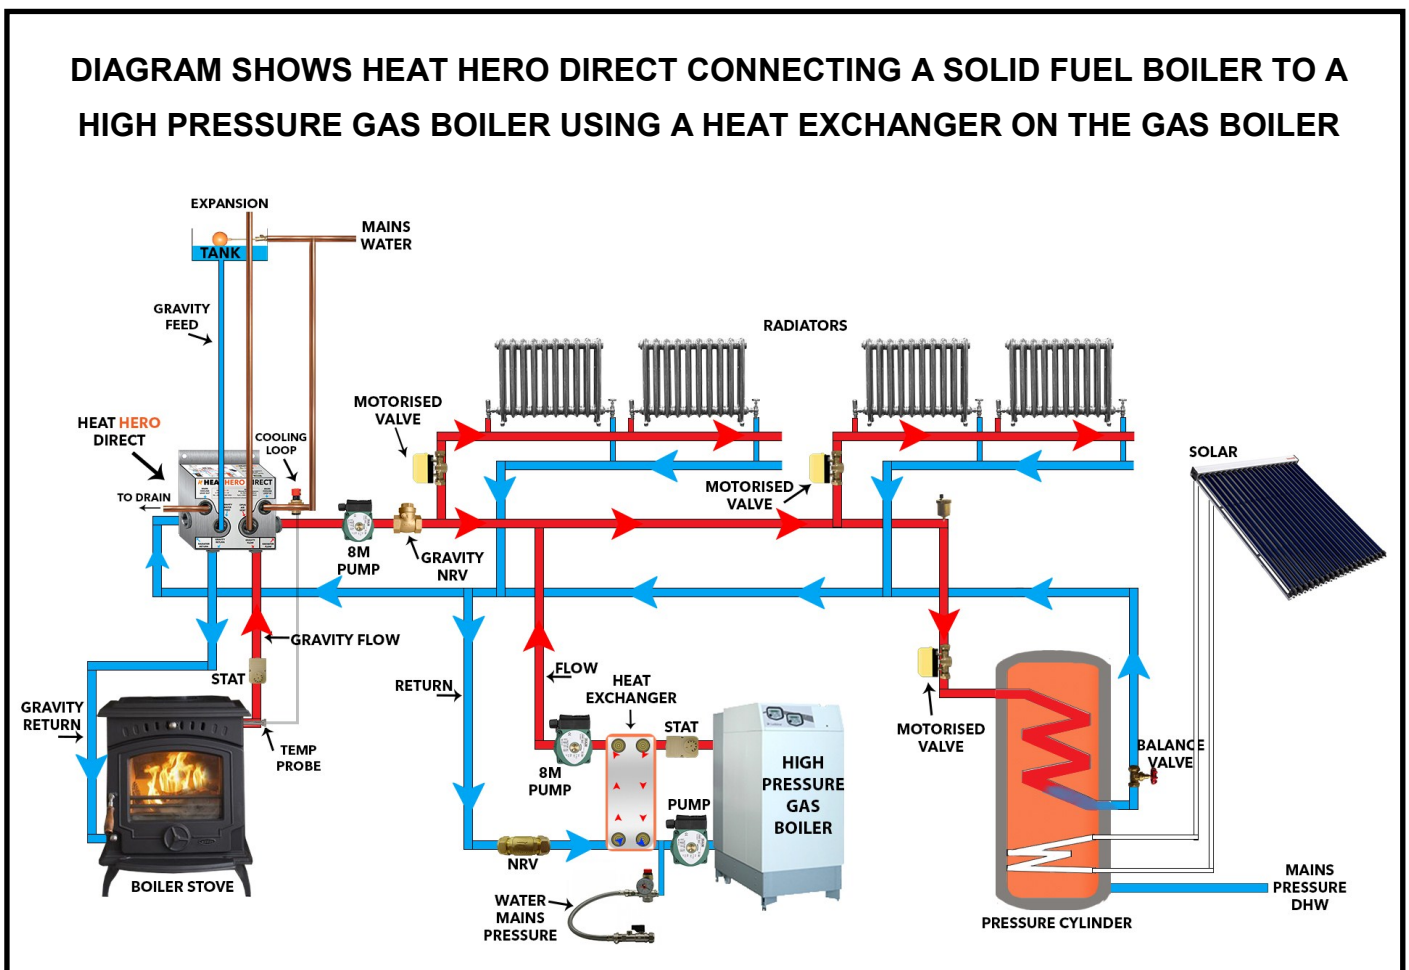 DIAGRAM SHOWS HEAT HERO DIRECT CONNECTING A SOLID FUEL BOILER TO A
HIGH PRESSURE GAS BOILER USING A HEAT EXCHANGER ON THE GAS BOILER
EXPANSION
MAINS
WATER
TANK
GRAVITY
FEED
RADIATORS
MOTORISED
VALVE
HEAT HERO
DIRECT
COOLING
LOOP
SOLAR
HEAT HERO DIRECT
MOTORISED
VALVE
TO DRAIN
8M
PUMP
GRAVITY
NRV
GRAVITY FLOW
STAT
FLOW
RETURN
HEAT
EXCHANGER
GRAVITY
RETURN
STAT
MOTORISED
VALVE
TEMP
PROBE
BALANCE
VALVE
8M
PUMP
HIGH
PRESSURE
GAS
BOILER
PUMP
NRV
BOILER STOVE
WATER
MAINS
PRESSURE
MAINS
PRESSURE
DHW
PRESSURE CYLINDER